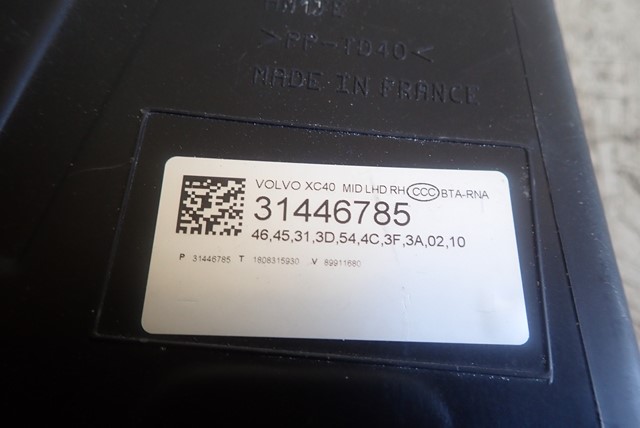 >PP-TD40<
MADE IN FRANCE
VOLVO XC40 MID LHD RH CCC BTA-RNA
31446785
46,45,31,3D,54,4C,3F,3A,02,10
P 31446785 T 1808315930 V 89911680